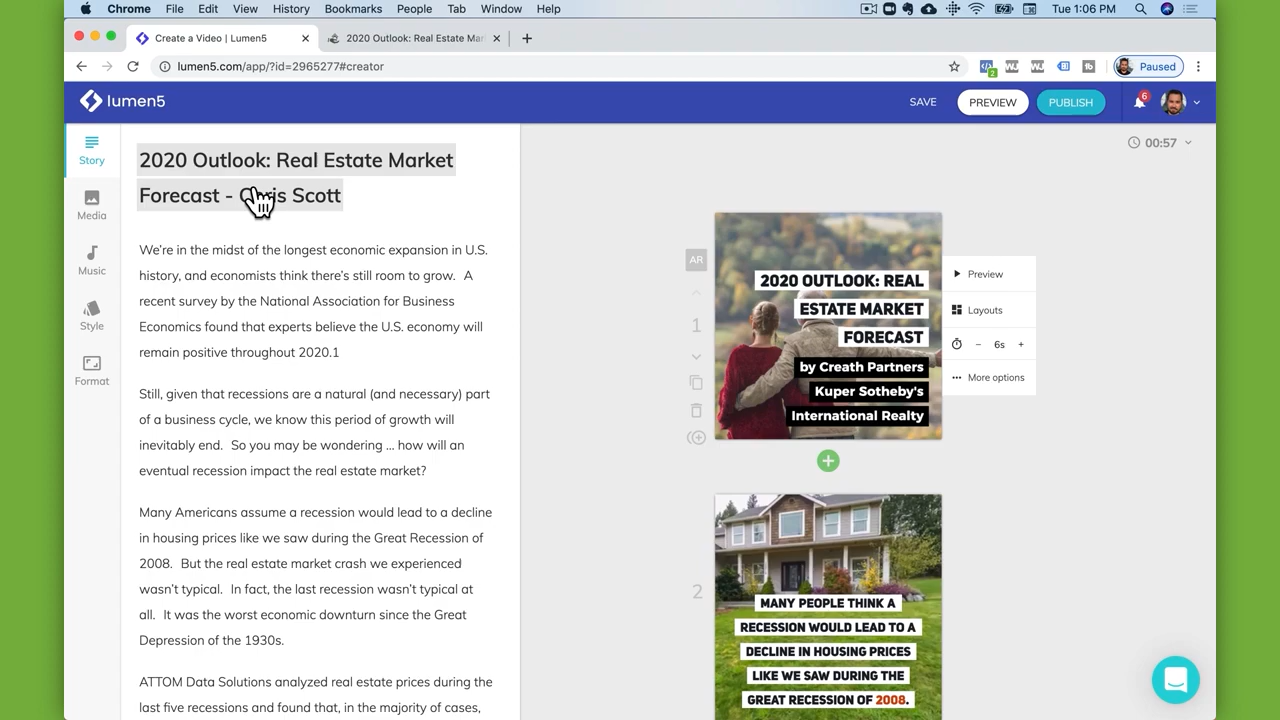 Chrome File Edit View History Bookmarks People Tab Window Help
Tue 1:06 PM
Create a Video | Lumen5
2020 Outlook: Real Estate Mar
lumen5.com/app/?id=2965277#creator
2
Paused
lumen5
SAVE
PREVIEW
PUBLISH
6
Story
Media
Music
Style
Format
2020 Outlook: Real Estate Market
Forecast - Chris Scott
We're in the midst of the longest economic expansion in U.S.
history, and economists think there's still room to grow. A
recent survey by the National Association for Business
Economics found that experts believe the U.S. economy will
remain positive throughout 2020.1
Still, given that recessions are a natural (and necessary) part
of a business cycle, we know this period of growth will
inevitably end. So you may be wondering ... how will an
eventual recession impact the real estate market?
Many Americans assume a recession would lead to a decline
in housing prices like we saw during the Great Recession of
2008. But the real estate market crash we experienced
wasn't typical. In fact, the last recession wasn't typical at
all. It was the worst economic downturn since the Great
Depression of the 1930s.
ATTOM Data Solutions analyzed real estate prices during the
last five recessions and found that, in the majority of cases,
00:57
AR
1
2020 OUTLOOK: REAL
ESTATE MARKET
FORECAST
by Creath Partners
Kuper Sotheby's
International Realty
Preview
Layouts
- 6s +
More options
2
MANY PEOPLE THINK A
RECESSION WOULD LEAD TO A
DECLINE IN HOUSING PRICES
LIKE WE SAW DURING THE
GREAT RECESSION OF 2008.